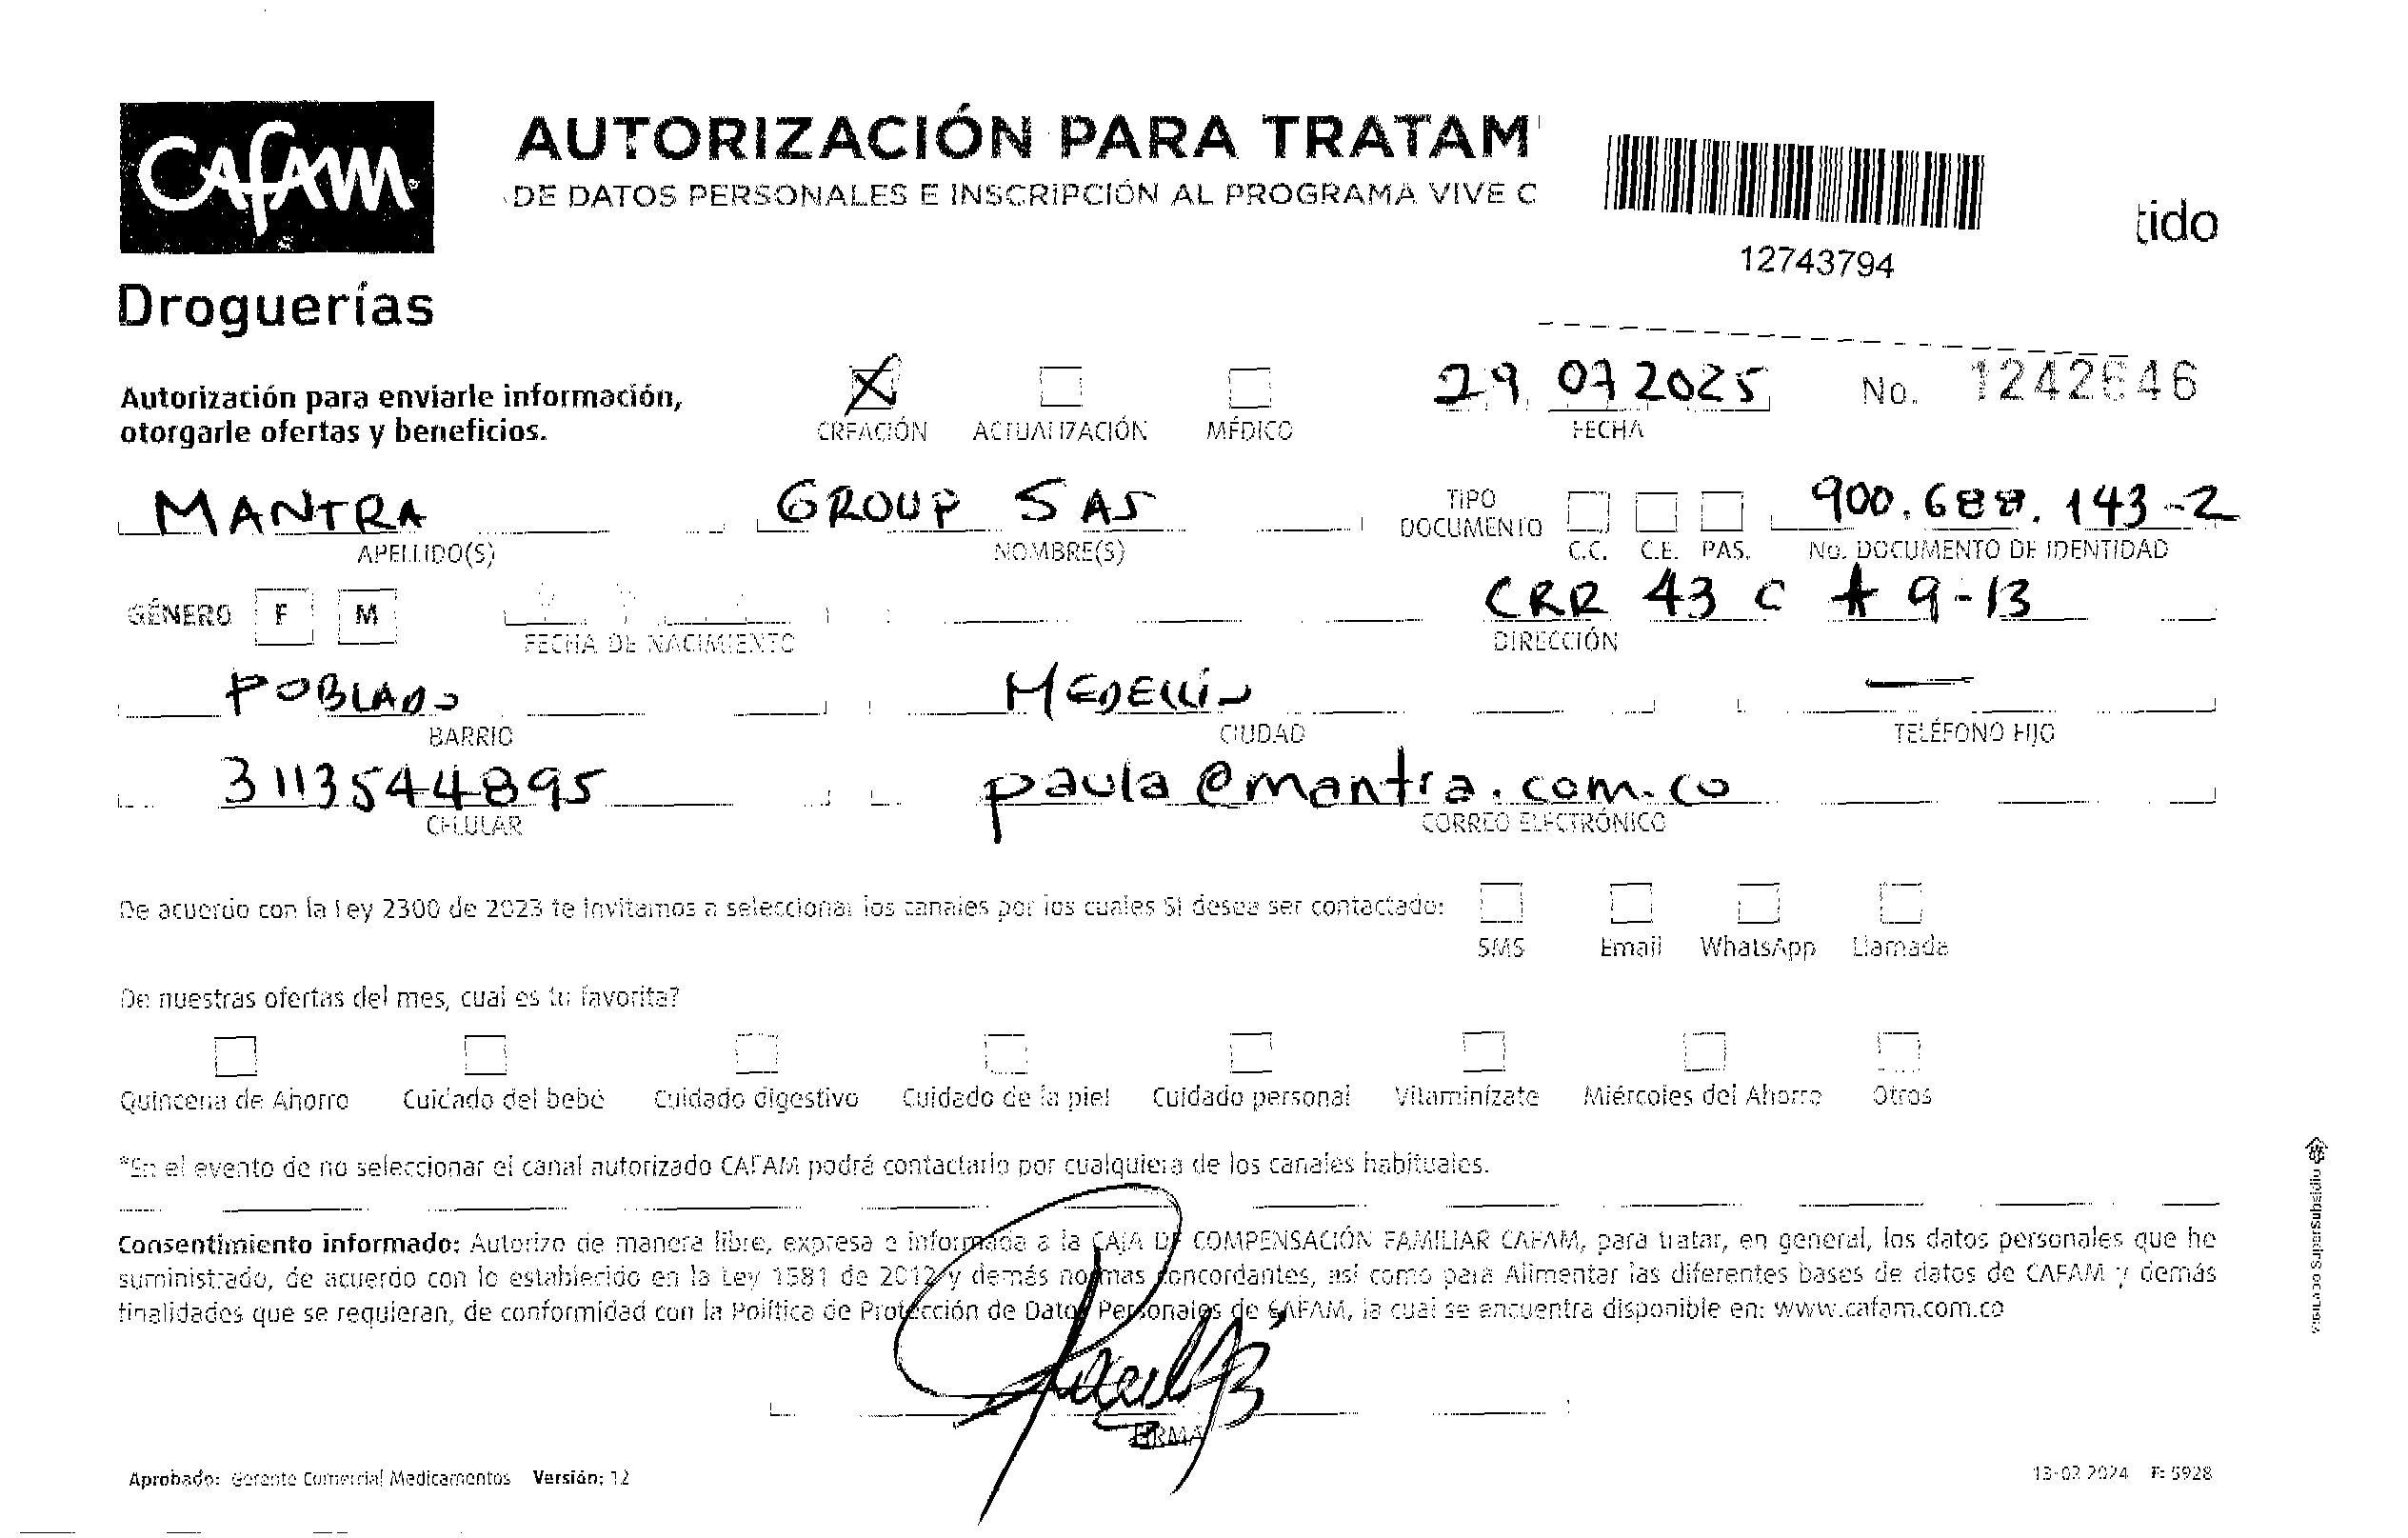 CAFAM
AUTORIZACIÓN PARA TRATAM
DE DATOS PERSONALES E INSCRIPCIÓN AL PROGRAMA VIVE C
tido
12743794
Droguerías
Autorización para enviarle información,
otorgarle ofertas y beneficios.
CREACIÓN ACTUALIZACIÓN MÉDICO
29 07 2025
FECHA
No. 1242646
MANTRA
APELLIDO(S)
GROUP SAS
NOMBRE(S)
TIPO
DOCUMENTO
C.C. C.E. PAS.
900.688.143-2
No. DOCUMENTO DE IDENTIDAD
GÉNERO F M
FECHA DE NACIMIENTO
CRR 43 C # 9-13
DIRECCIÓN
POBLADO
BARRIO
MEDELLÍN
CIUDAD
—
TELÉFONO FIJO
3113544895
CELULAR
paula@mantra.com.co
CORREO ELECTRÓNICO
De acuerdo con la Ley 2300 de 2023 te invitamos a seleccionar los canales por los cuales SI desea ser contactado:
SMS Email WhatsApp Llamada
De nuestras ofertas del mes, cual es tu favorita?
Quincena de Ahorro Cuidado del bebé Cuidado digestivo Cuidado de la piel Cuidado personal Vitamínízate Miércoles del Ahorro Otros
*En el evento de no seleccionar el canal autorizado CAFAM podrá contactarlo por cualquiera de los canales habituales.
Consentimiento informado: Autorizo de manera libre, expresa e informada a la CAJA DE COMPENSACIÓN FAMILIAR CAFAM, para tratar, en general, los datos personales que he
suministrado, de acuerdo con lo establecido en la Ley 1581 de 2012 y demás normas concordantes, así como para Alimentar las diferentes bases de datos de CAFAM y demás
finalidades que se requieran, de conformidad con la Política de Protección de Datos Personales de CAFAM, la cual se encuentra disponible en: www.cafam.com.co
FIRMA
Aprobado: Gerente Comercial Medicamentos Versión: 12
13-02 2024 F: 5928
VIGILADO SuperSubsidio